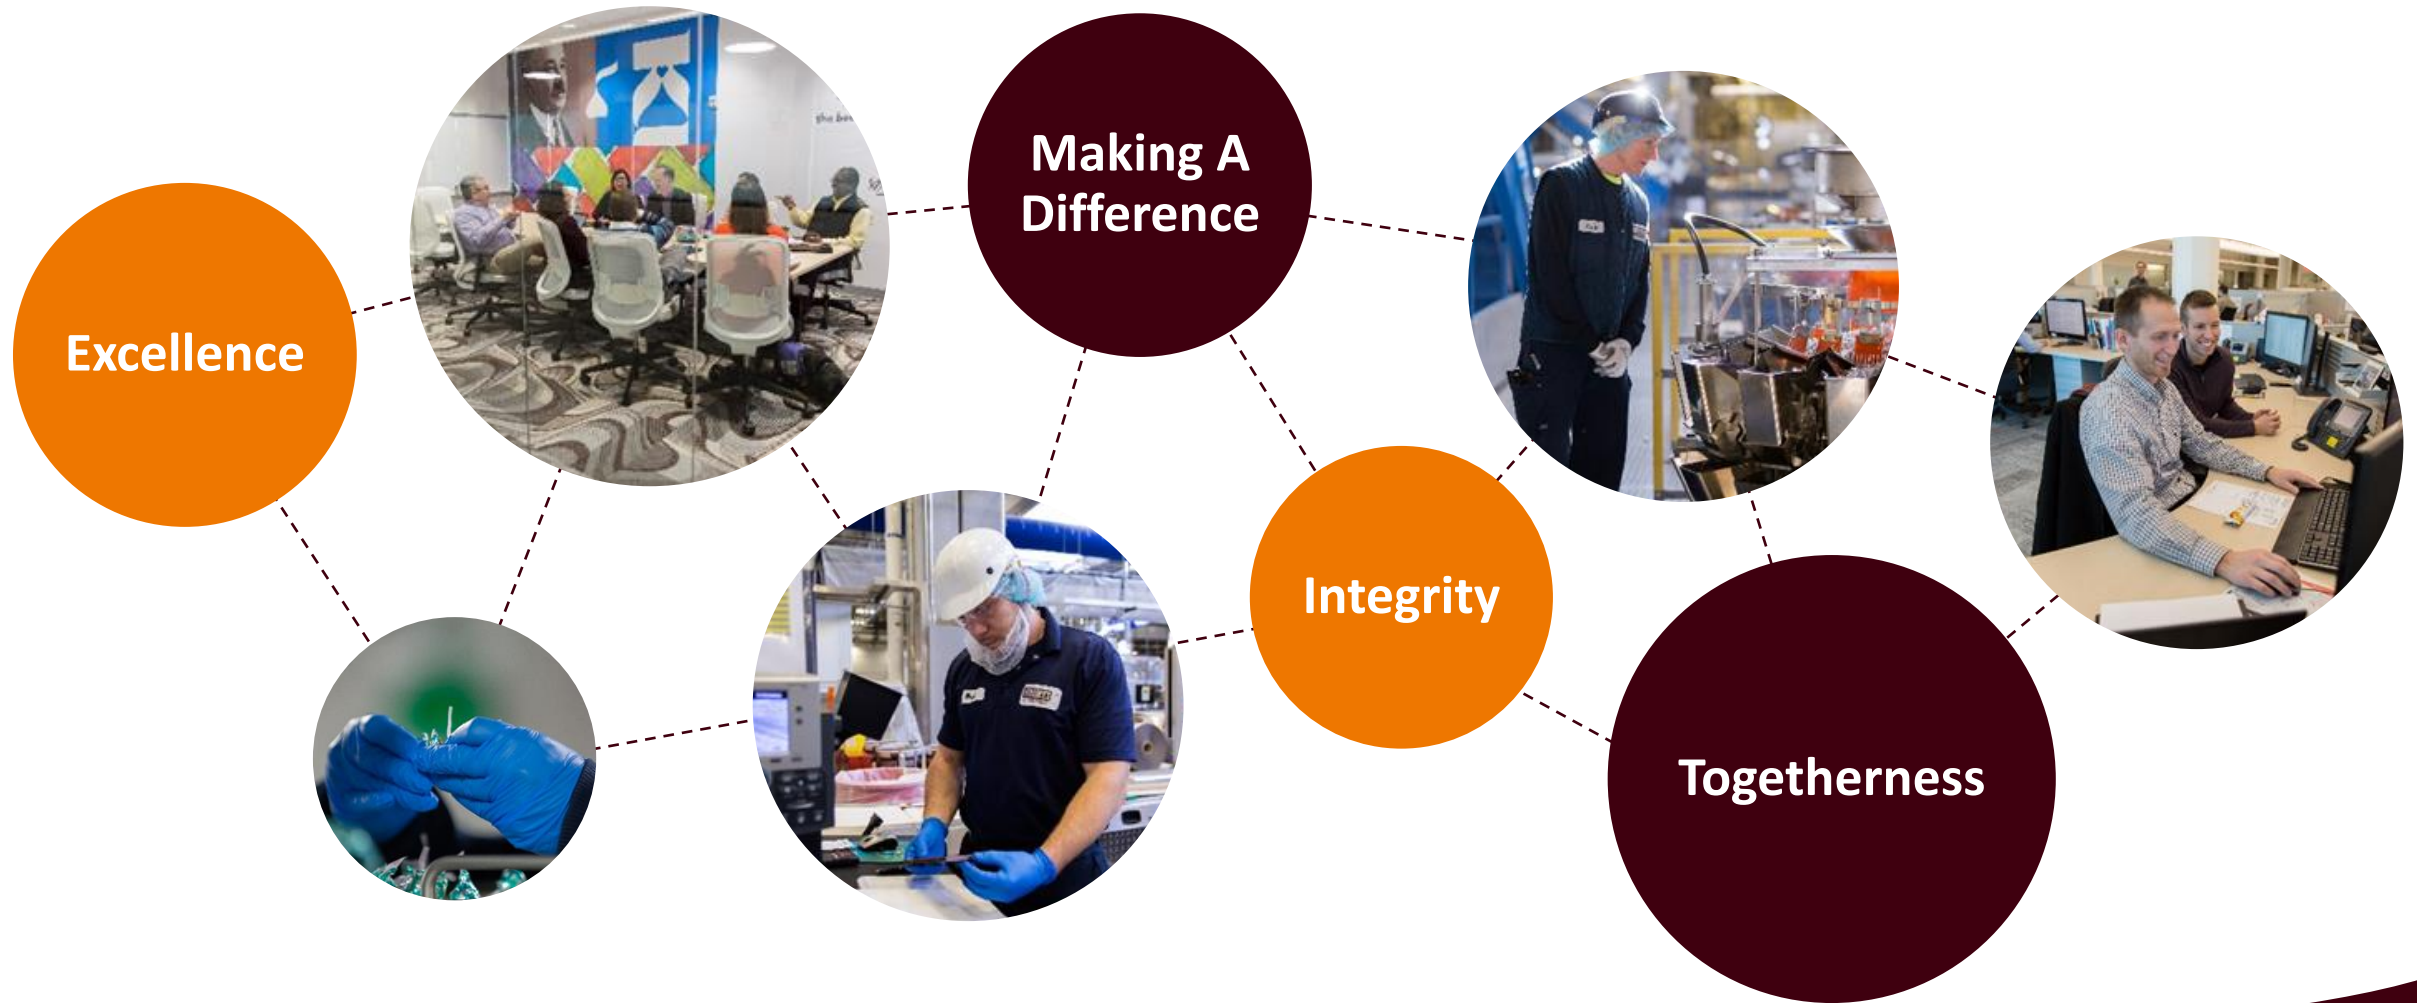 Making A
Difference
Excellence
Integrity
Togetherness